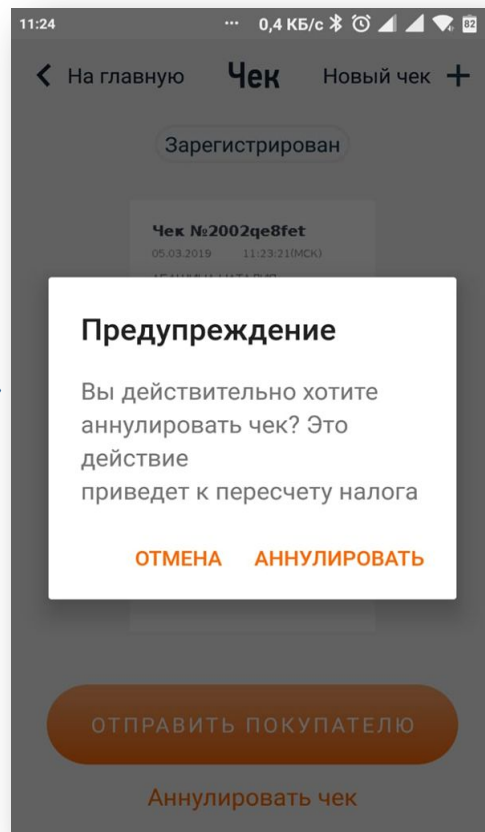 11:24 ... 0,4 КБ/с 82
На главную Чек Новый чек +
Зарегистрирован
Чек №2002qe8fet
05.03.2019 11:23:21(МСК)
Предупреждение
Вы действительно хотите
аннулировать чек? Это
действие
приведет к пересчету налога
ОТМЕНА АННУЛИРОВАТЬ
ОТПРАВИТЬ ПОКУПАТЕЛЮ
Аннулировать чек